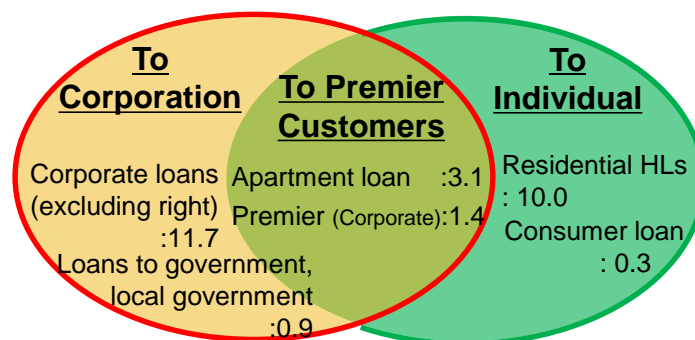 To
Corporation
Corporate loans
(excluding right)
:11.7
Loans to government,
local government
:0.9
To Premier
Customers
Apartment loan :3.1
Premier (Corporate):1.4
To
Individual
Residential HLs
: 10.0
Consumer loan
: 0.3